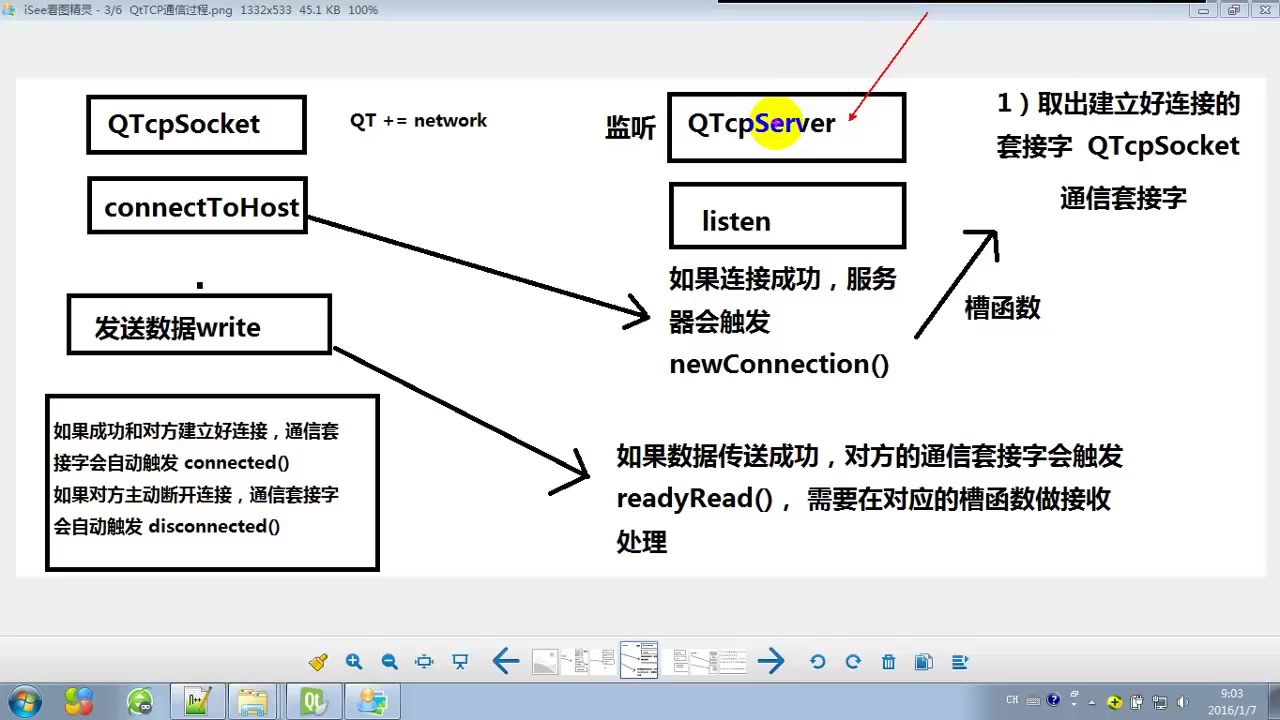 iSee看图精灵 - 3/6 QtTCP通信过程.png 1332x533 45.1 KB 100%
QTcpSocket
QT += network
connectToHost
发送数据write
如果成功和对方建立好连接，通信套
接字会自动触发 connected()
如果对方主动断开连接，通信套接字
会自动触发 disconnected()
监听
QTcpServer
listen
如果连接成功，服务
器会触发
newConnection()
槽函数
1）取出建立好连接的
套接字 QTcpSocket
通信套接字
如果数据传送成功，对方的通信套接字会触发
readyRead()， 需要在对应的槽函数做接收
处理
CH
9:03
2016/1/7